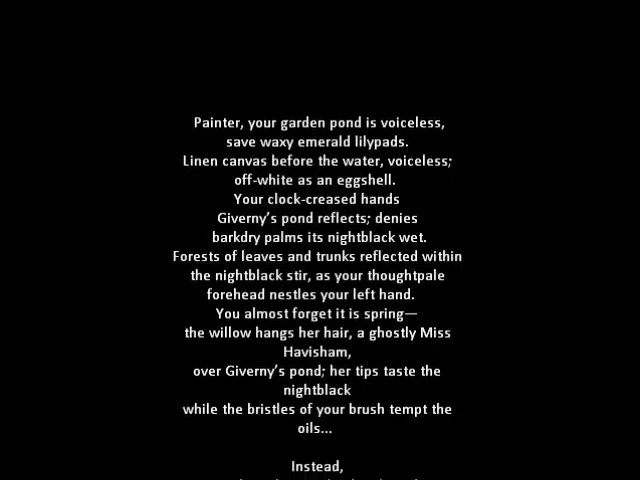 Painter, your garden pond is voiceless,
save waxy emerald lilypads.
Linen canvas before the water, voiceless;
off-white as an eggshell.
Your clock-creased hands
Giverny's pond reflects; denies
barkdry palms its nightblack wet.
Forests of leaves and trunks reflected within
the nightblack stir, as your thoughtpale
forehead nestles your left hand.
You almost forget it is spring—
the willow hangs her hair, a ghostly Miss
Havisham,
over Giverny's pond; her tips taste the
nightblack
while the bristles of your brush tempt the
oils...
Instead,